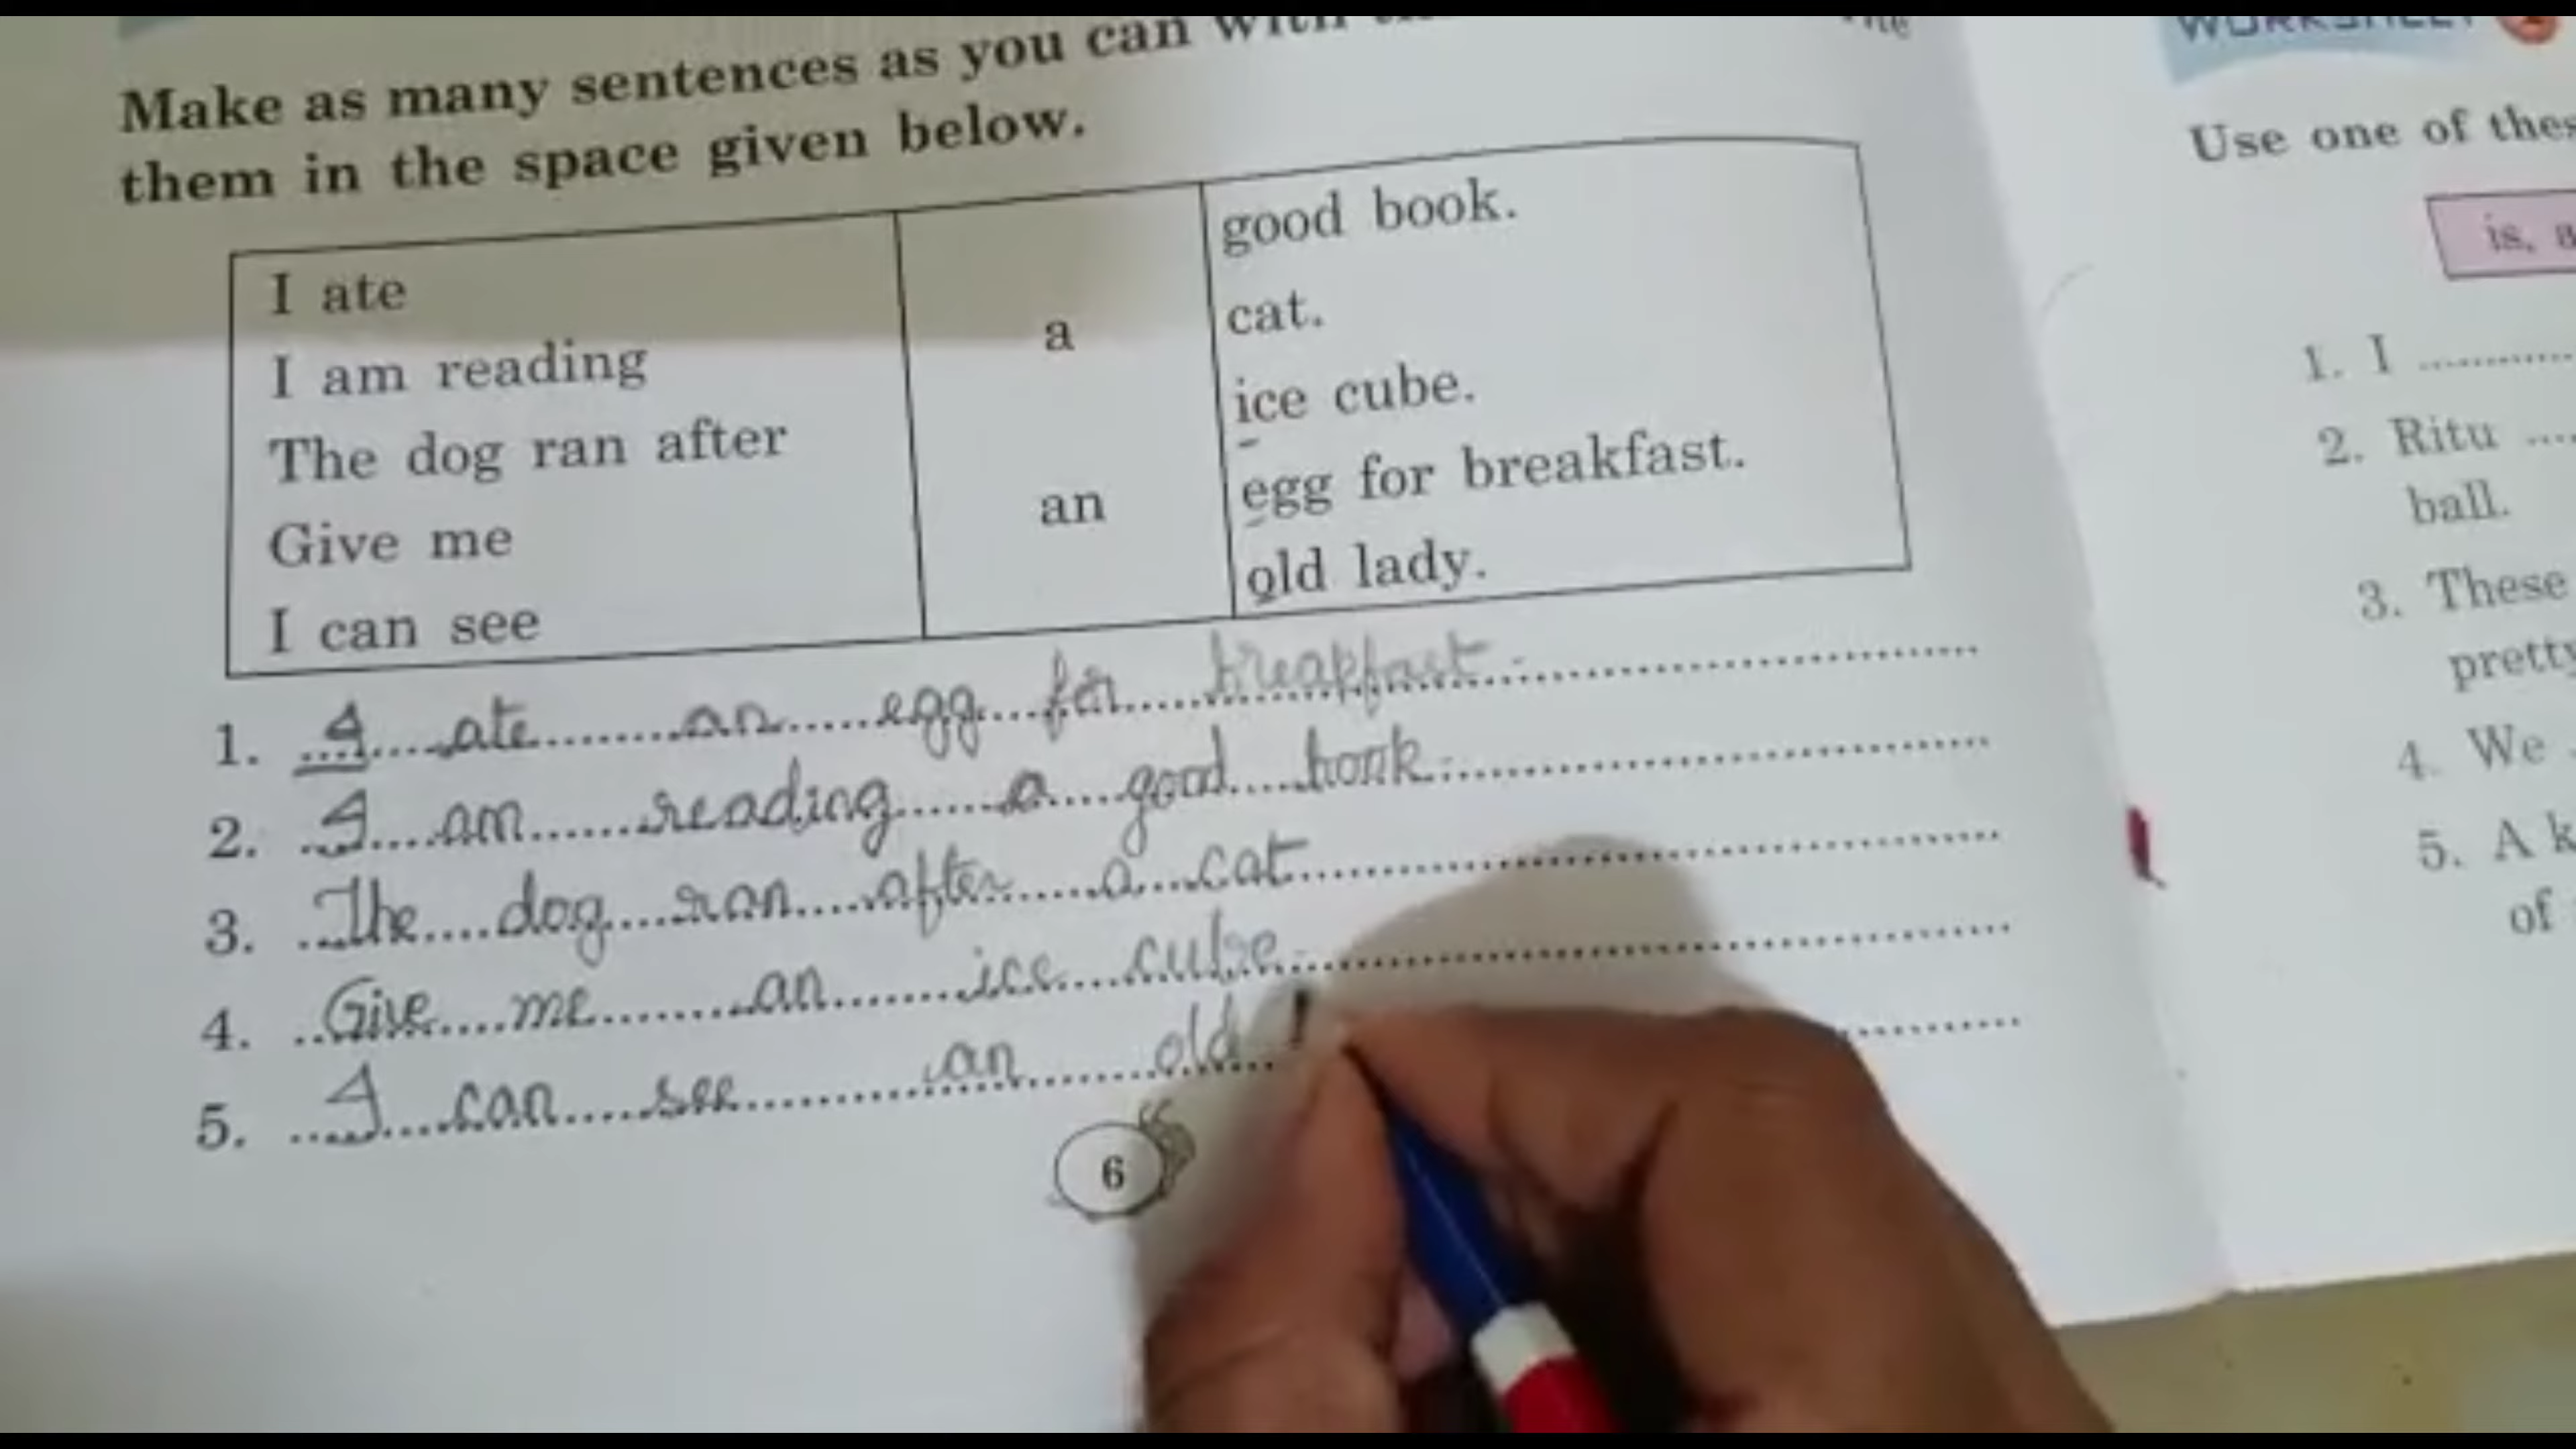 Make as many sentences as you can with
them in the space given below.
I ate
I am reading
The dog ran after
Give me
I can see
a
an
good book.
cat.
ice cube.
egg for breakfast.
old lady.
1. I ate an egg for breakfast.
2. I am reading a good book.
3. The dog ran after a cat
4. Give me an ice cube.
5. I can see an old l
6
WORKSHEET
Use one of thes
is, a
1. I
2. Ritu
ball.
3. These
pretty
4. We
5. A k
of